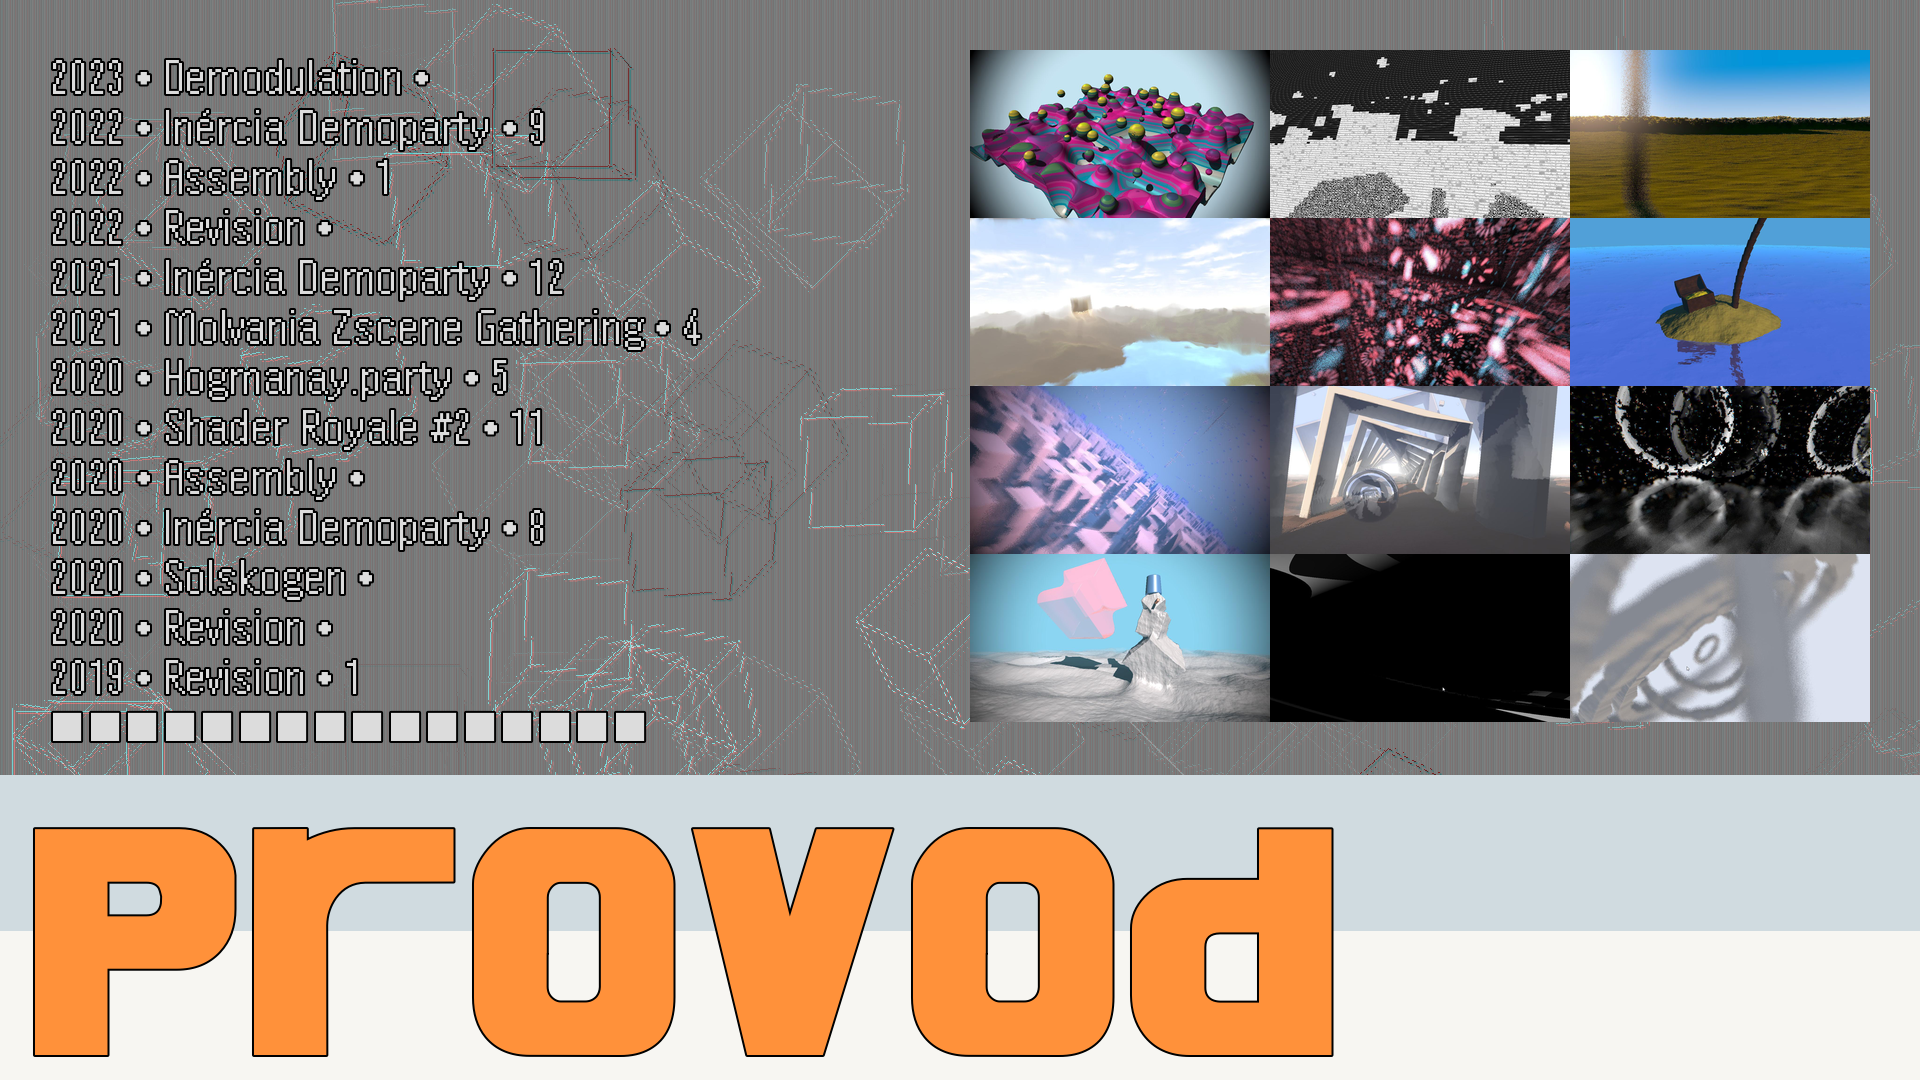 2023 • Demodulation •
2022 • Inércia Demoparty • 9
2022 • Assembly • 1
2022 • Revision •
2021 • Inércia Demoparty • 12
2021 • Molvania Zscene Gathering • 4
2020 • Hogmanay.party • 5
2020 • Shader Royale #2 • 11
2020 • Assembly •
2020 • Inércia Demoparty • 8
2020 • Solskogen •
2020 • Revision •
2019 • Revision • 1
□□□□□□□□□□□□□□□□
provod